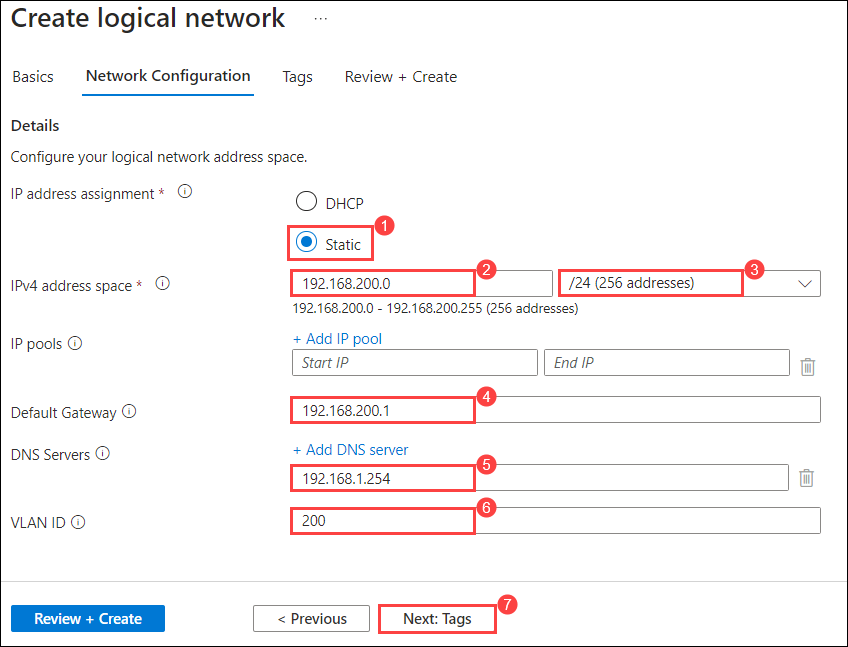 Create logical network ...
Basics Network Configuration Tags Review + Create
Details
Configure your logical network address space.
IP address assignment *
DHCP
1
Static
IPv4 address space *
192.168.200.0 2 /24 (256 addresses) 3
192.168.200.0 - 192.168.200.255 (256 addresses)
IP pools
+ Add IP pool
Start IP End IP
Default Gateway 192.168.200.1 4
DNS Servers
+ Add DNS server
192.168.1.254 5
VLAN ID 200 6
Review + Create < Previous Next: Tags 7